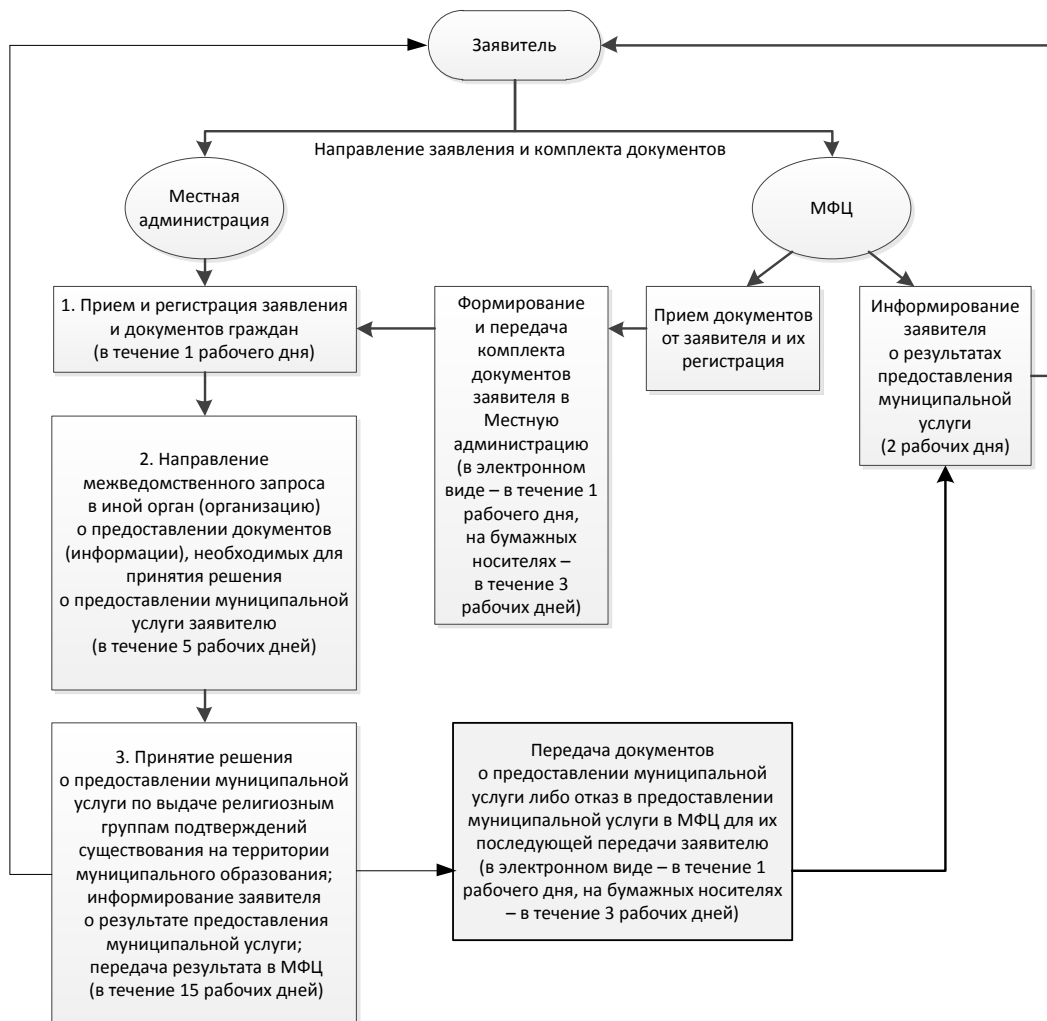 Заявитель
Направление заявления и комплекта документов
Местная
администрация
МФЦ
1. Прием и регистрация заявления
и документов граждан
(в течение 1 рабочего дня)
Формирование
и передача
комплекта
документов
заявителя в
Местную
администрацию
(в электронном
виде – в течение 1
рабочего дня,
на бумажных
носителях –
в течение 3
рабочих дней)
Прием документов
от заявителя и их
регистрация
Информирование
заявителя
о результатах
предоставления
муниципальной
услуги
(2 рабочих дня)
2. Направление
межведомственного запроса
в иной орган (организацию)
о предоставлении документов
(информации), необходимых для
принятия решения
о предоставлении муниципальной
услуги заявителю
(в течение 5 рабочих дней)
3. Принятие решения
о предоставлении муниципальной
услуги по выдаче религиозным
группам подтверждений
существования на территории
муниципального образования;
информирование заявителя
о результате предоставления
муниципальной услуги;
передача результата в МФЦ
(в течение 15 рабочих дней)
Передача документов
о предоставлении муниципальной
услуги либо отказ в предоставлении
муниципальной услуги в МФЦ для их
последующей передачи заявителю
(в электронном виде – в течение 1
рабочего дня, на бумажных носителях
– в течение 3 рабочих дней)